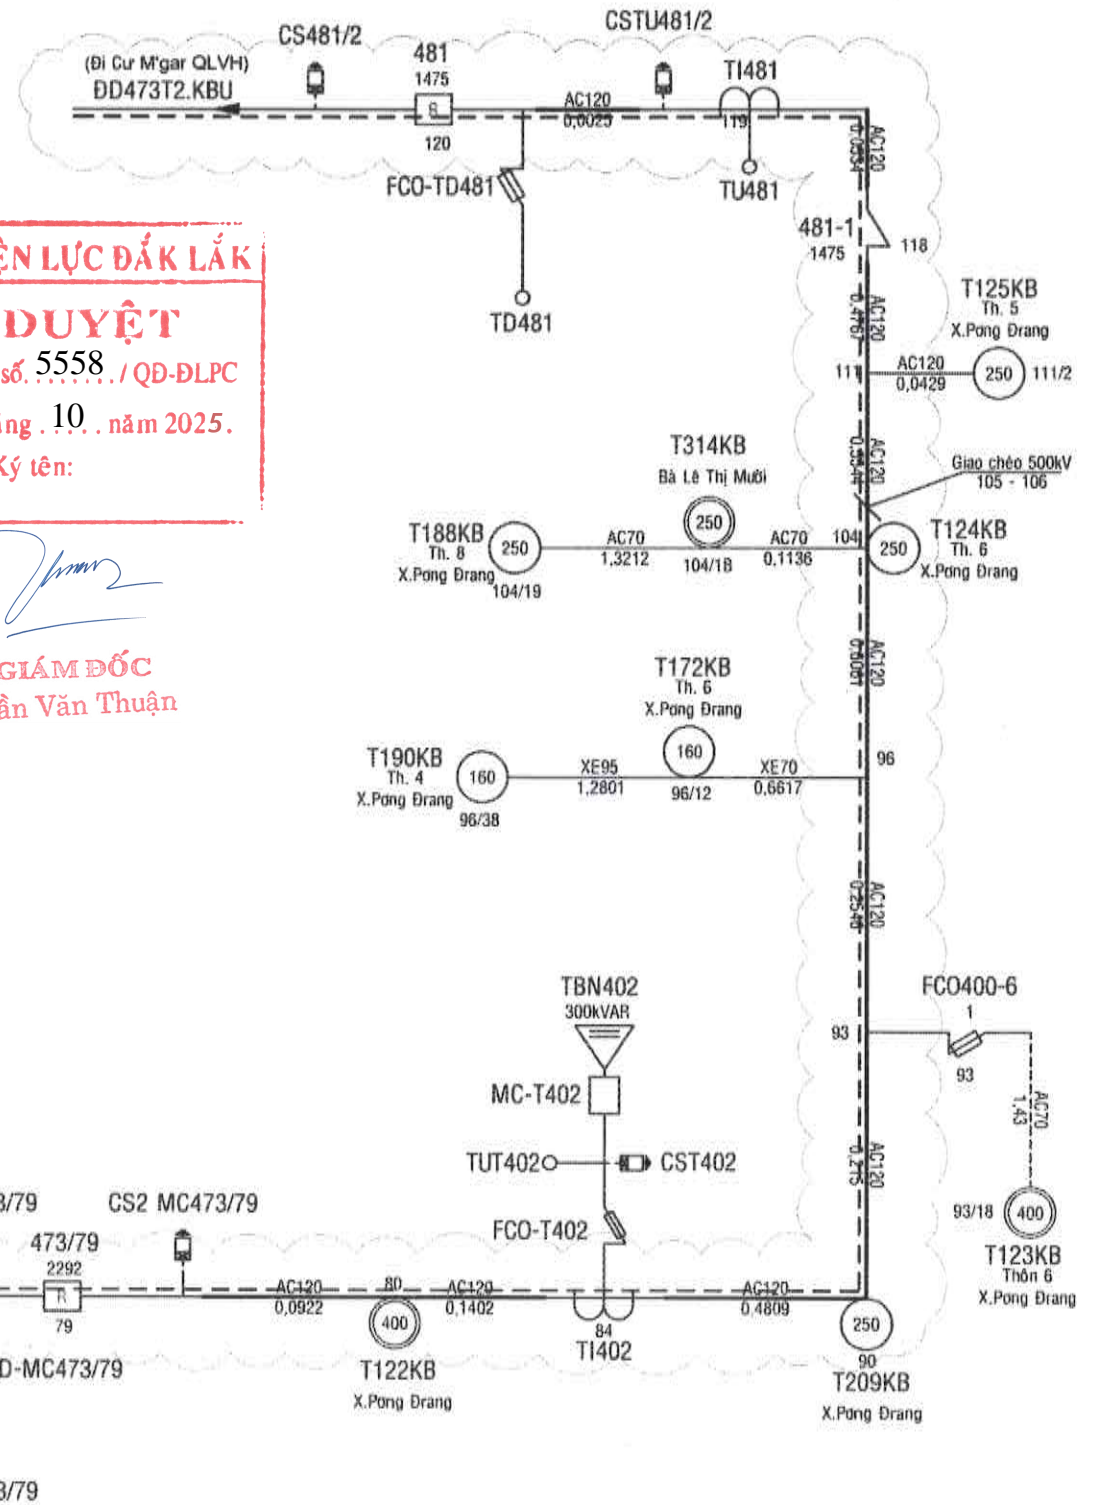 CSTU481/2
CS481/2
481
(Đi Cư M'gar QLVH)
1475
TI481
ĐD473T2.KBU
AC120
0,0025
119
120
AC120
FCO-TD481
TU481
481-1
1475
118
ỆN LỰC ĐẮK LẮK
DUYỆT
số. 5558 ./ QĐ-ĐLPC
ng . 10 . năm 2025.
Ký tên:
TD481
AC120
0,4767
T125KB
Th. 5
X.Pơng Đrang
111
AC120
0,0429
250
111/2
T314KB
Bà Lê Thị Mười
250
AC120
Giao chéo 500kV
105 - 106
T188KB
Th. 8
X.Pơng Đrang
250
104/19
AC70
1,3212
104/18
AC70
0,1136
104
250
T124KB
Th. 6
X.Pơng Đrang
GIÁM ĐỐC
ần Văn Thuận
T172KB
Th. 6
X.Pơng Đrang
160
AC120
T190KB
Th. 4
X.Pơng Đrang
160
96/38
XE95
1,2801
96/12
XE70
0,6617
96
AC120
TBN402
300kVAR
FCO400-6
1
93
93
MC-T402
AC70
1,43
TUT402
CST402
AC120
0,275
3/79
CS2 MC473/79
FCO-T402
93/18
400
T123KB
Thôn 6
X.Pơng Đrang
473/79
2292
R
79
AC120
0,0922
80
400
AC120
0,1402
84
TI402
AC120
0,4809
250
90
D-MC473/79
T122KB
X.Pơng Đrang
T209KB
X.Pơng Đrang
3/79